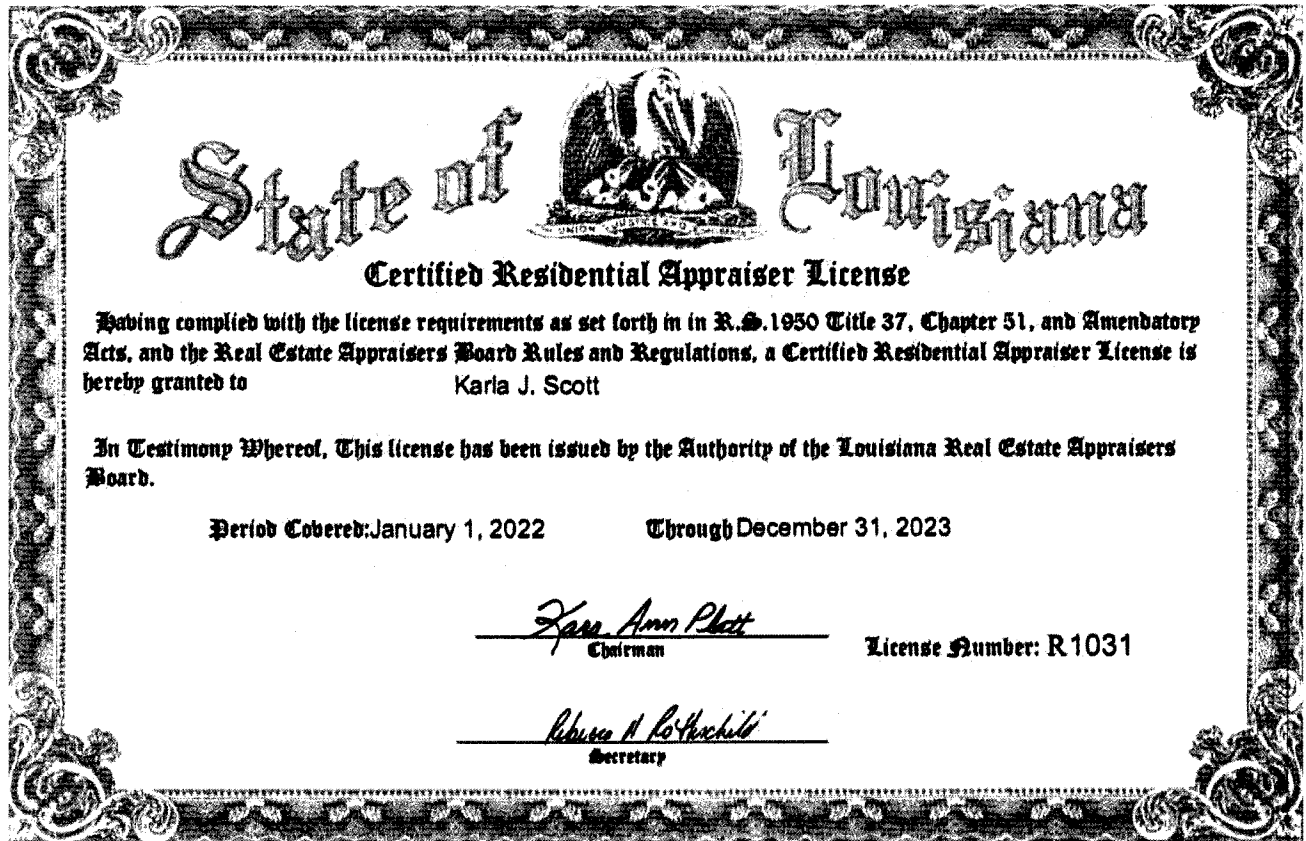 State of Louisiana
UNION JUSTICE
Certified Residential Appraiser License
Having complied with the license requirements as set forth in in R.S.1950 Title 37, Chapter 51, and Amendatory
Acts, and the Real Estate Appraisers Board Rules and Regulations, a Certified Residential Appraiser License is
hereby granted to Karla J. Scott
In Testimony Whereof, This license has been issued by the Authority of the Louisiana Real Estate Appraisers
Board.
Period Covered:January 1, 2022 Through December 31, 2023
Ann Platt
Chairman
License Number: R1031
Rothschild
Secretary